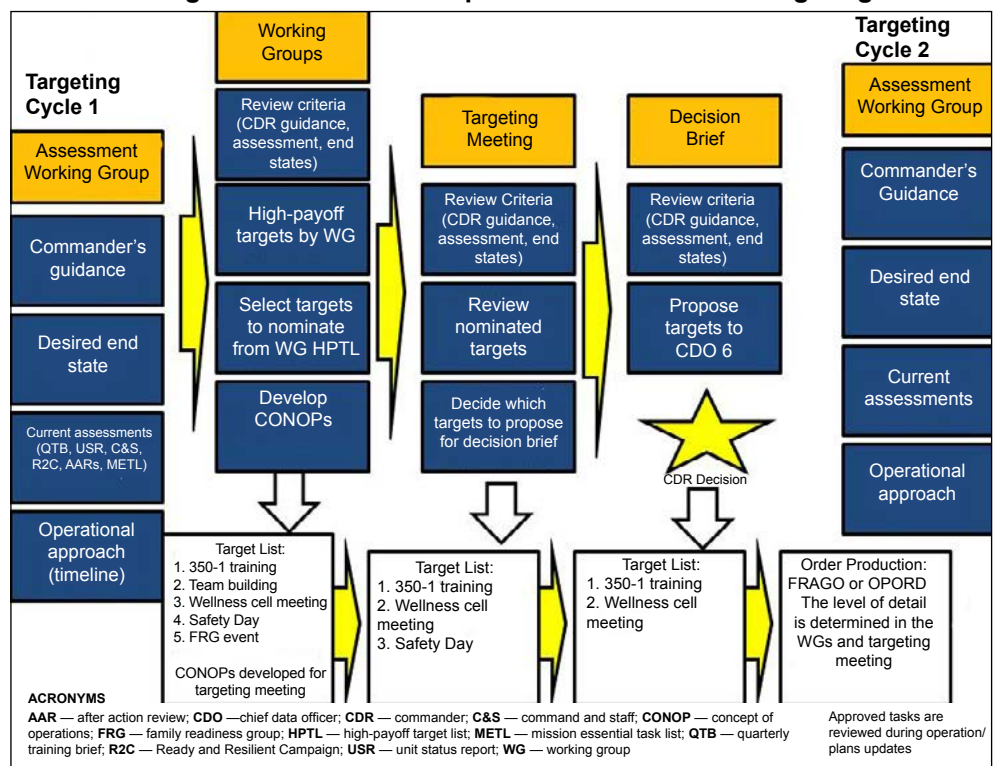 Targeting
Cycle 1
Assessment
Working Group
Commander's
guidance
Desired end
state
Current assessments
(QTB, USR, C&S,
R2C, AARs, METL)
Operational
approach
(timeline)
Working
Groups
Review criteria
(CDR guidance,
assessment, end
states)
High-payoff
targets by WG
Select targets
to nominate
from WG HPTL
Develop
CONOPs
Target List:
1. 350-1 training
2. Team building
3. Wellness cell meeting
4. Safety Day
5. FRG event
CONOPs developed for
targeting meeting
Targeting
Meeting
Review Criteria
(CDR guidance,
assessment, end
states)
Review
nominated
targets
Decide which
targets to propose
for decision brief
Target List:
1. 350-1 training
2. Wellness cell
meeting
3. Safety Day
Decision
Brief
Review criteria
(CDR guidance,
assessment, end
states)
Propose
targets to
CDO 6
CDR Decision
Target List:
1. 350-1 training
2. Wellness cell
meeting
Targeting
Cycle 2
Assessment
Working Group
Commander's
Guidance
Desired end
state
Current
assessments
Operational
approach
Order Production:
FRAGO or OPORD
The level of detail
is determined in the
WGs and targeting
meeting
Approved tasks are
reviewed during operation/
plans updates
ACRONYMS
AAR — after action review; CDO —chief data officer; CDR — commander; C&S — command and staff; CONOP — concept of
operations; FRG — family readiness group; HPTL — high-payoff target list; METL — mission essential task list; QTB — quarterly
training brief; R2C — Ready and Resilient Campaign; USR — unit status report; WG — working group